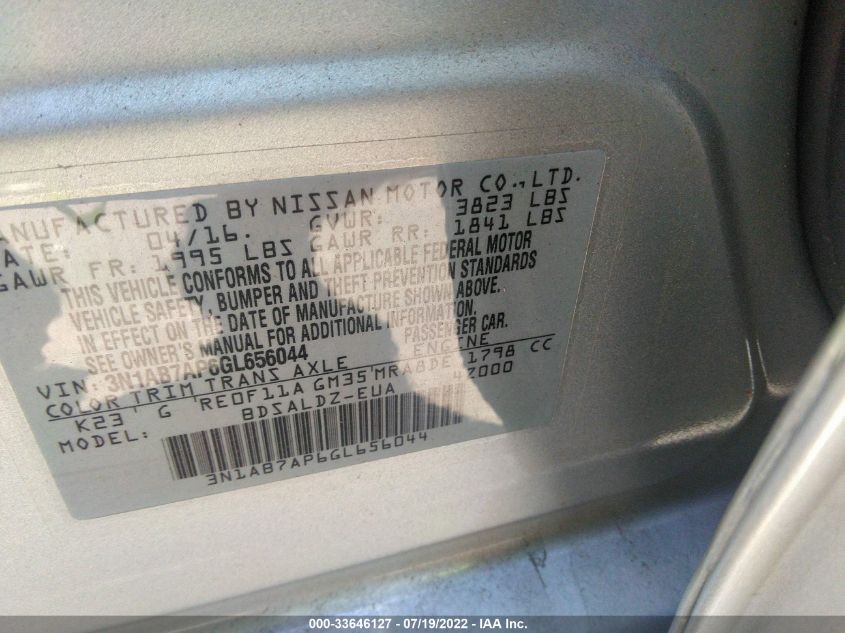 MANUFACTURED BY NISSAN MOTOR CO., LTD.
DATE: 04/16. GVWR: 3823 LBS
GAWR FR: 1995 LBS GAWR RR: 1841 LBS
THIS VEHICLE CONFORMS TO ALL APPLICABLE FEDERAL MOTOR
VEHICLE SAFETY, BUMPER AND THEFT PREVENTION STANDARDS
IN EFFECT ON THE DATE OF MANUFACTURE SHOWN ABOVE.
SEE OWNER'S MANUAL FOR ADDITIONAL INFORMATION.
VIN: 3N1AB7AP6GL656044 PASSENGER CAR.
COLOR TRIM TRANS AXLE ENGINE
K23 G RE0F11A GM35 MRA8DE 1798 CC
MODEL: BDSALDZ-EUA 42000
3N1AB7AP6GL656044
000-33646127 - 07/19/2022 - IAA Inc.